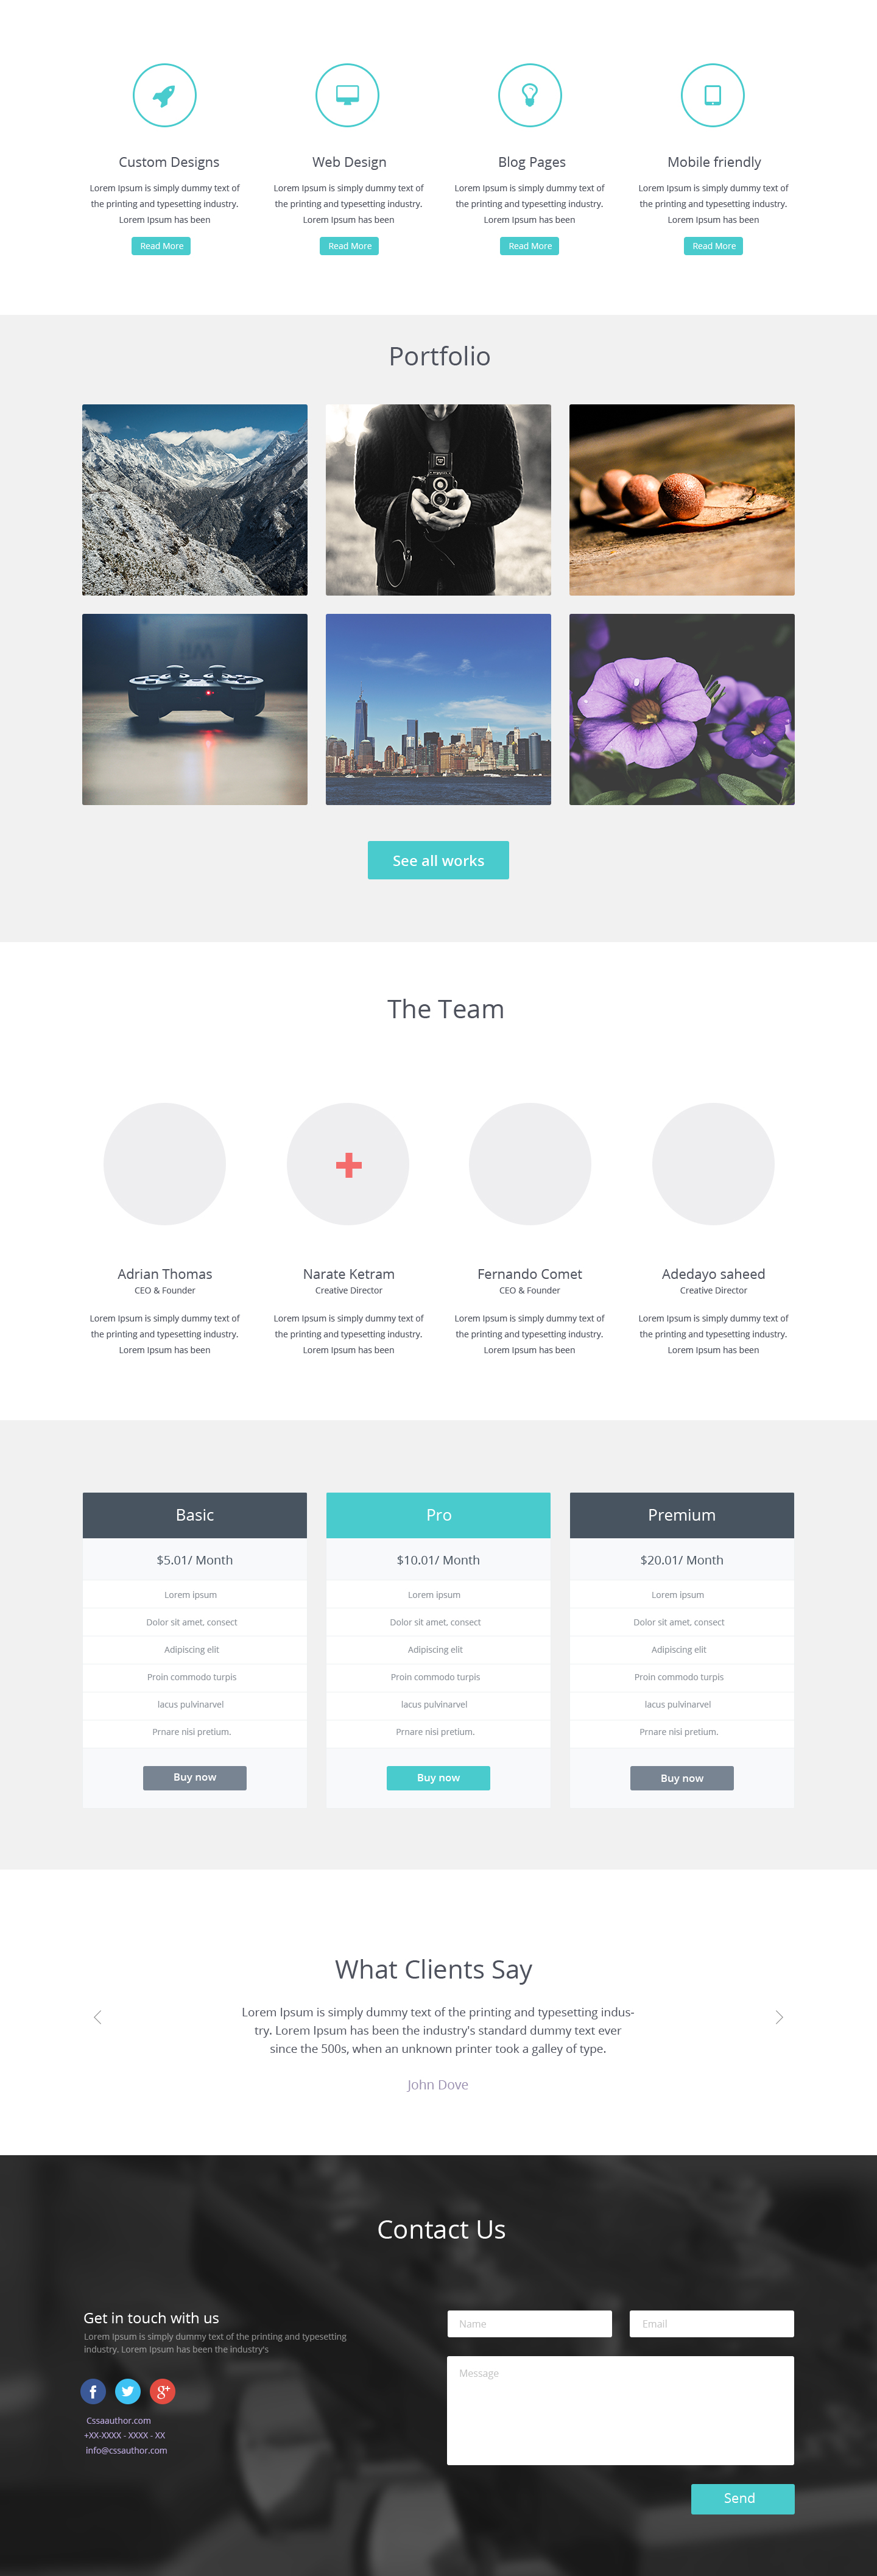 Custom Designs
Lorem Ipsum is simply dummy text of
the printing and typesetting industry.
Lorem Ipsum has been
Read More
Web Design
Lorem Ipsum is simply dummy text of
the printing and typesetting industry.
Lorem Ipsum has been
Read More
Blog Pages
Lorem Ipsum is simply dummy text of
the printing and typesetting industry.
Lorem Ipsum has been
Read More
Mobile friendly
Lorem Ipsum is simply dummy text of
the printing and typesetting industry.
Lorem Ipsum has been
Read More
Portfolio
See all works
The Team
Adrian Thomas
CEO & Founder
Lorem Ipsum is simply dummy text of
the printing and typesetting industry.
Lorem Ipsum has been
Narate Ketram
Creative Director
Lorem Ipsum is simply dummy text of
the printing and typesetting industry.
Lorem Ipsum has been
Fernando Comet
CEO & Founder
Lorem Ipsum is simply dummy text of
the printing and typesetting industry.
Lorem Ipsum has been
Adedayo saheed
Creative Director
Lorem Ipsum is simply dummy text of
the printing and typesetting industry.
Lorem Ipsum has been
Basic
$5.01/ Month
Lorem ipsum
Dolor sit amet, consect
Adipiscing elit
Proin commodo turpis
lacus pulvinarvel
Prnare nisi pretium.
Buy now
Pro
$10.01/ Month
Lorem ipsum
Dolor sit amet, consect
Adipiscing elit
Proin commodo turpis
lacus pulvinarvel
Prnare nisi pretium.
Buy now
Premium
$20.01/ Month
Lorem ipsum
Dolor sit amet, consect
Adipiscing elit
Proin commodo turpis
lacus pulvinarvel
Prnare nisi pretium.
Buy now
What Clients Say
Lorem Ipsum is simply dummy text of the printing and typesetting indus-
try. Lorem Ipsum has been the industry's standard dummy text ever
since the 500s, when an unknown printer took a galley of type.
John Dove
Contact Us
Get in touch with us
Lorem Ipsum is simply dummy text of the printing and typesetting
industry. Lorem Ipsum has been the industry's
f
g+
Cssaauthor.com
+XX-XXXX - XXXX - XX
info@cssauthor.com
Name
Email
Message
Send